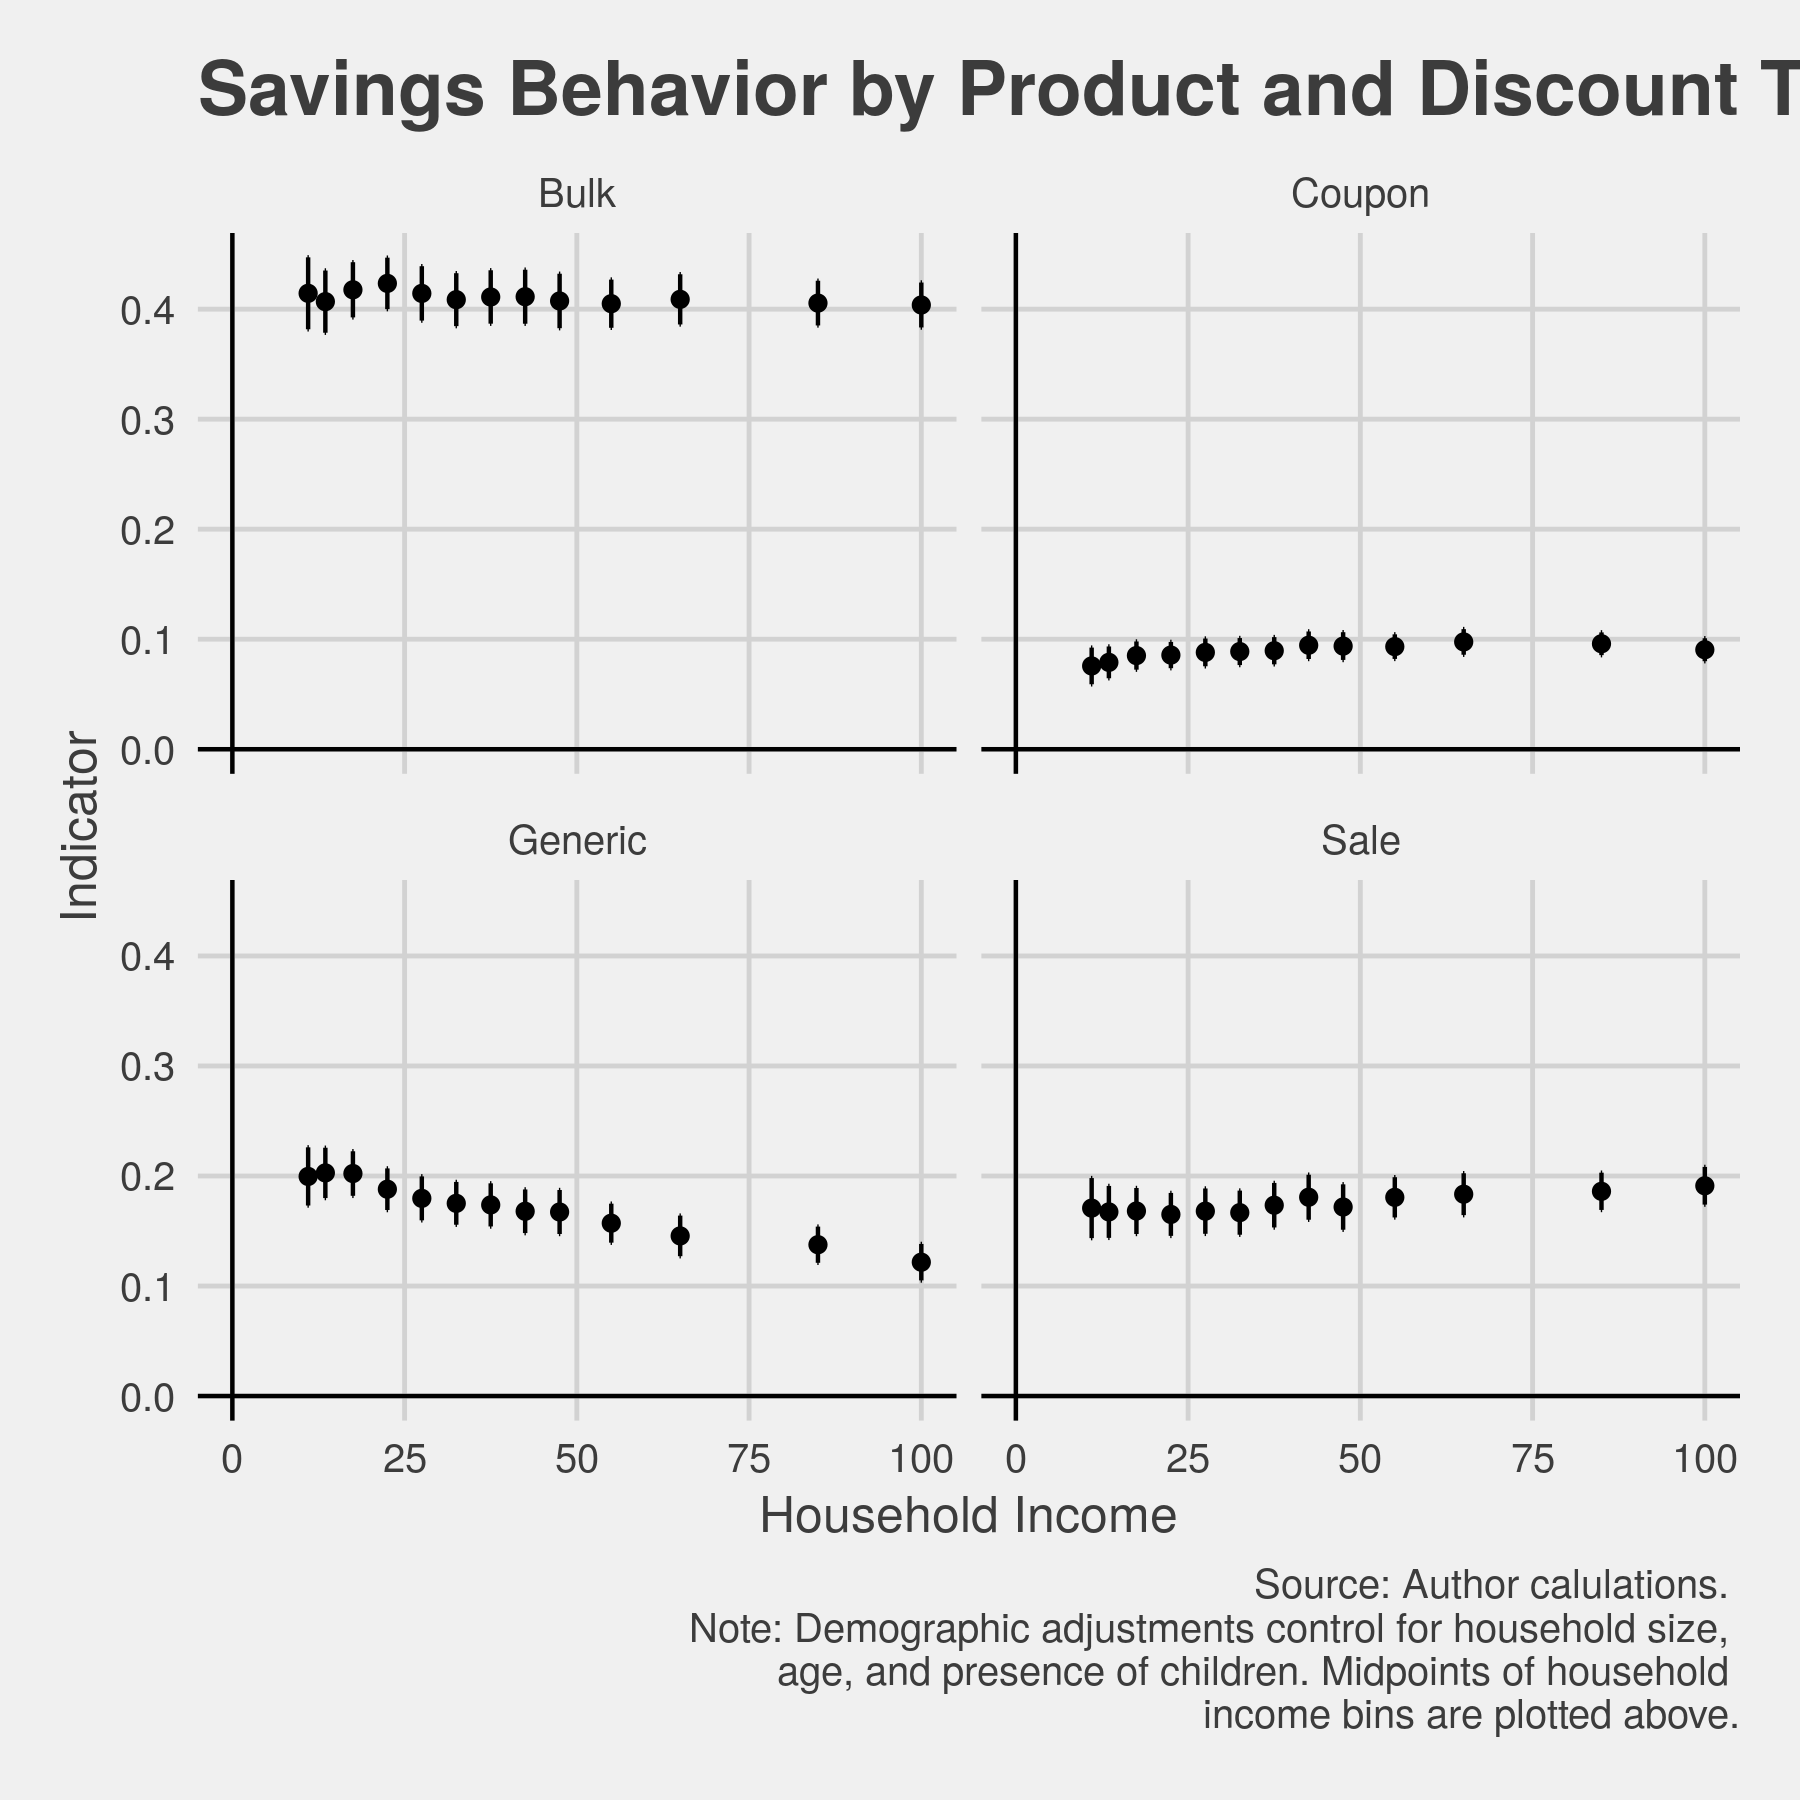 Savings Behavior by Product and Discount T
Bulk
Coupon
0.4
0.3
0.2
0.1
0.0
Indicator
Generic
Sale
0.4
0.3
0.2
0.1
0.0
0 25 50 75 100 0 25 50 75 100
Household Income
Source: Author calulations.
Note: Demographic adjustments control for household size,
age, and presence of children. Midpoints of household
income bins are plotted above.